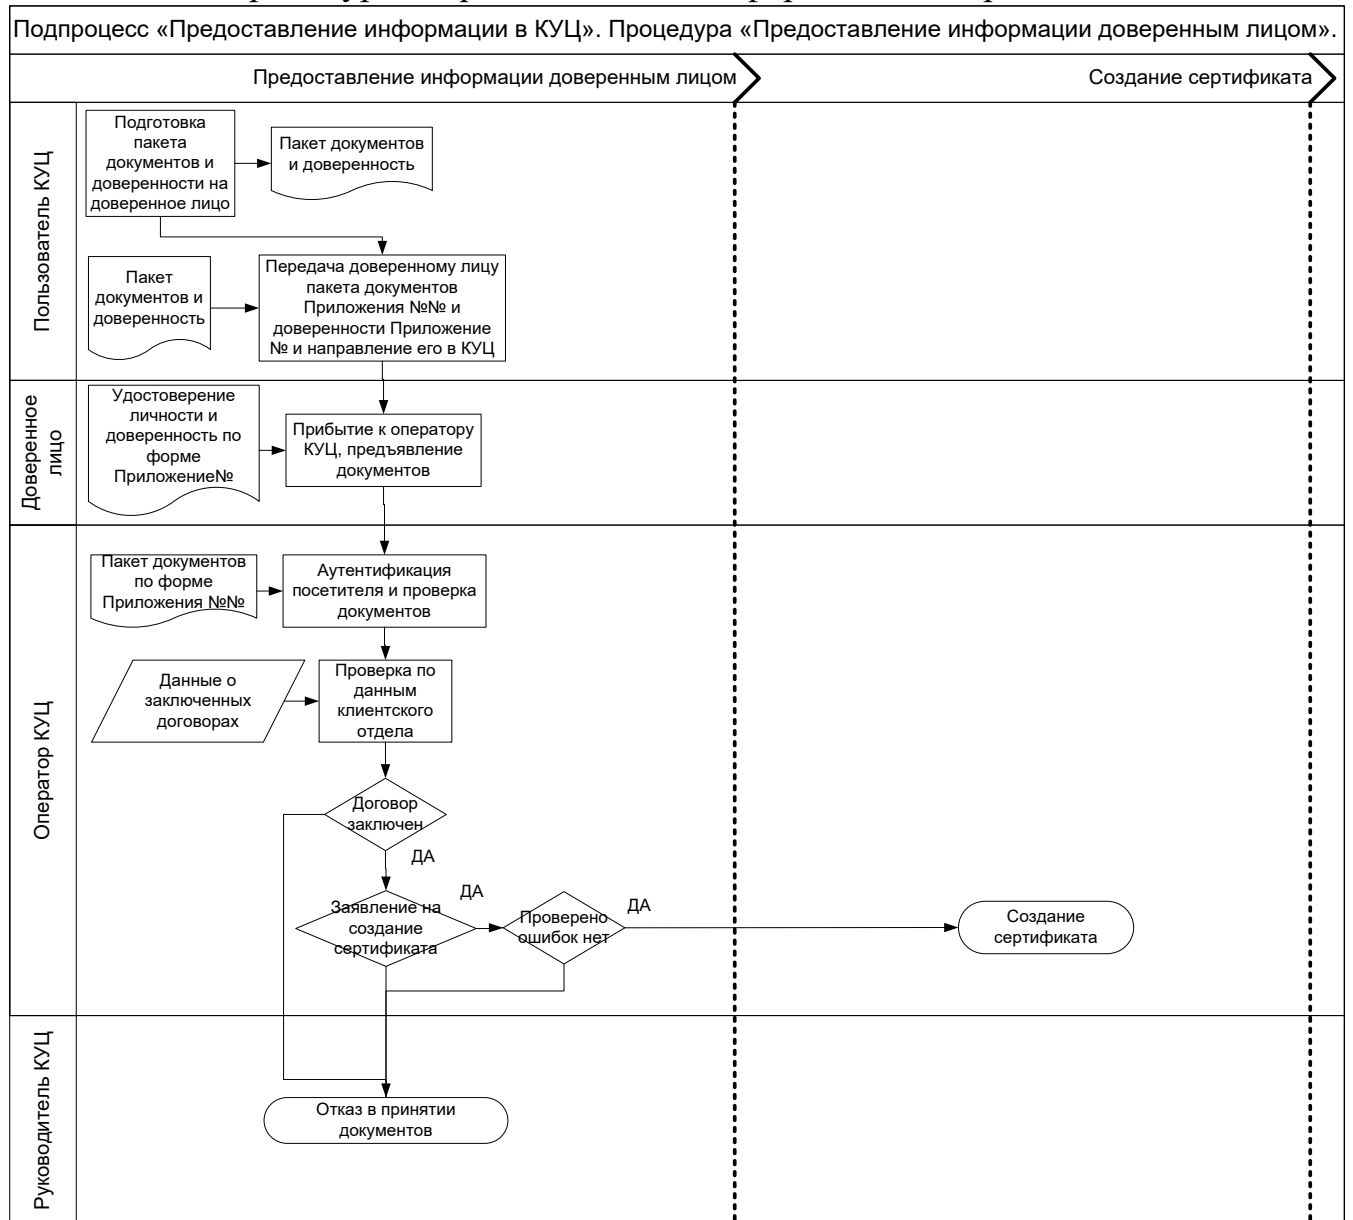 Подпроцесс «Предоставление информации в КУЦ». Процедура «Предоставление информации доверенным лицом».
Предоставление информации доверенным лицом
Создание сертификата
Пользователь КУЦ
Подготовка
пакета
документов и
доверенности на
доверенное лицо
Пакет документов
и доверенность
Пакет
документов и
доверенность
Передача доверенному лицу
пакета документов
Приложения №№ и
доверенности Приложение
№ и направление его в КУЦ
Доверенное
лицо
Удостоверение
личности и
доверенность по
форме
Приложение№
Прибытие к оператору
КУЦ, предъявление
документов
Оператор КУЦ
Пакет документов
по форме
Приложения №№
Аутентификация
посетителя и проверка
документов
Данные о
заключенных
договорах
Проверка по
данным
клиентского
отдела
Договор
заключен
ДА
Заявление на
создание
сертификата
ДА
Проверено
ошибок нет
ДА
Создание
сертификата
Руководитель КУЦ
Отказ в принятии
документов